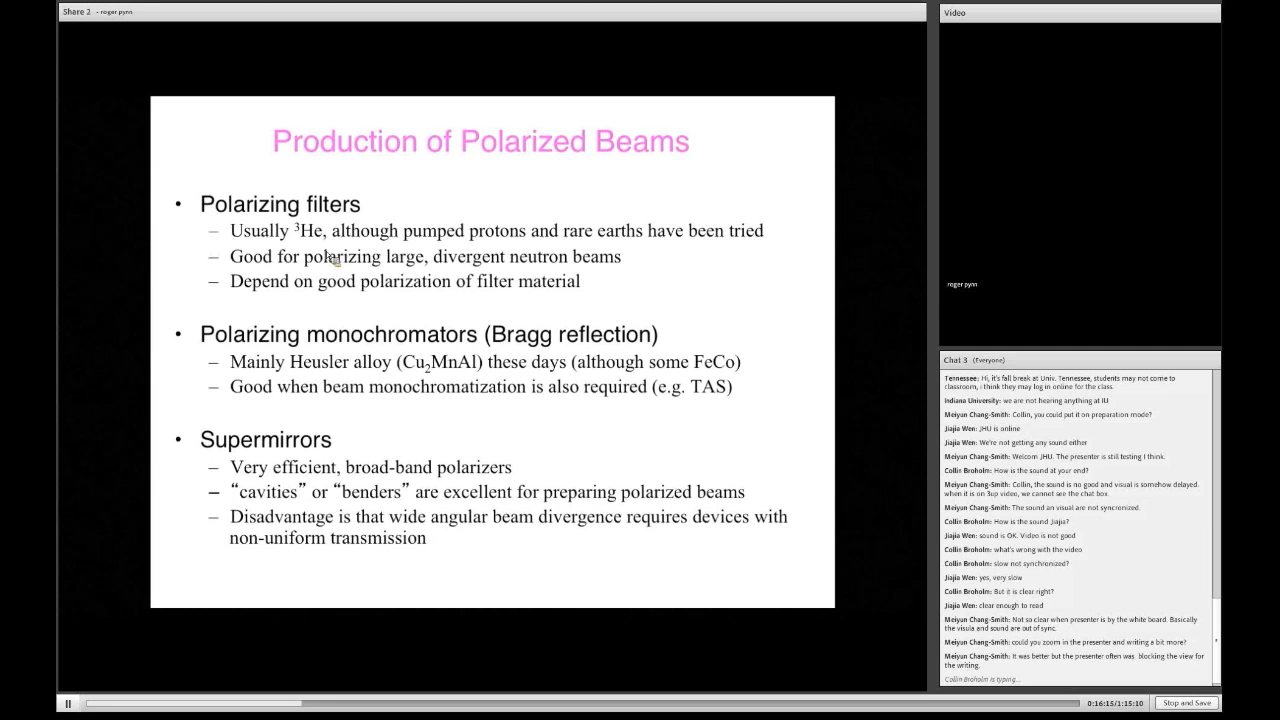 Share 2 - roger pynn
Production of Polarized Beams
• Polarizing filters
– Usually ³He, although pumped protons and rare earths have been tried
– Good for polarizing large, divergent neutron beams
– Depend on good polarization of filter material
• Polarizing monochromators (Bragg reflection)
– Mainly Heusler alloy (Cu₂MnAl) these days (although some FeCo)
– Good when beam monochromatization is also required (e.g. TAS)
• Supermirrors
– Very efficient, broad-band polarizers
– “cavities” or “benders” are excellent for preparing polarized beams
– Disadvantage is that wide angular beam divergence requires devices with
non-uniform transmission
Video
roger pynn
Chat 3 (Everyone)
Tennessee: Hi, it's fall break at Univ. Tennessee, students may not come to
classroom, i think they may log in online for the class.
Indiana University: we are not hearing anything at IU
Meiyun Chang-Smith: Collin, you could put it on preparation mode?
Jiajia Wen: JHU is online
Jiajia Wen: We're not getting any sound either
Meiyun Chang-Smith: Welcom JHU. The presenter is still testing I think.
Collin Broholm: How is the sound at your end?
Meiyun Chang-Smith: Collin, the sound is no good and visual is somehow delayed.
when it is on 3up video, we cannot see the chat box.
Meiyun Chang-Smith: The sound an visual are not syncronized.
Collin Broholm: How is the sound ,Jiajia?
Jiajia Wen: sound is OK. Video is not good
Collin Broholm: what's wrong with the video
Collin Broholm: slow not synchronized?
Jiajia Wen: yes, very slow
Collin Broholm: But it is clear right?
Jiajia Wen: clear enough to read
Meiyun Chang-Smith: Not so clear when presenter is by the white board. Basically
the visula and sound are out of sync.
Meiyun Chang-Smith: could you zoom in the presenter and writing a bit more?
Meiyun Chang-Smith: It was better but the presenter often was blocking the view for
the writing.
Collin Broholm is typing...
0:16:15/1:15:10
Stop and Save